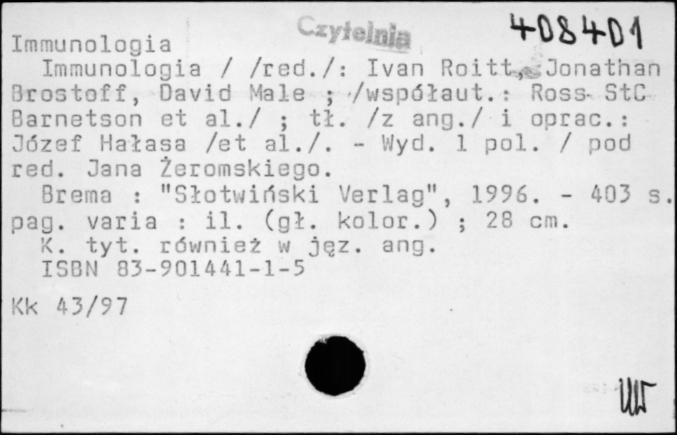 Czytelnia
408401
Immunologia
Immunologia / /red./: Ivan Roitt, Jonathan
Brostoff, David Male ; /współaut.: Ross StC
Barnetson et al./ ; tł. /z ang./ i oprac.:
Józef Hałasa /et al./. - Wyd. 1 pol. / pod
red. Jana Żeromskiego.
Brema : "Słotwiński Verlag", 1996. - 403 s.
pag. varia : il. (gł. kolor.) ; 28 cm.
K. tyt. również w jęz. ang.
ISBN 83-901441-1-5
Kk 43/97
UW